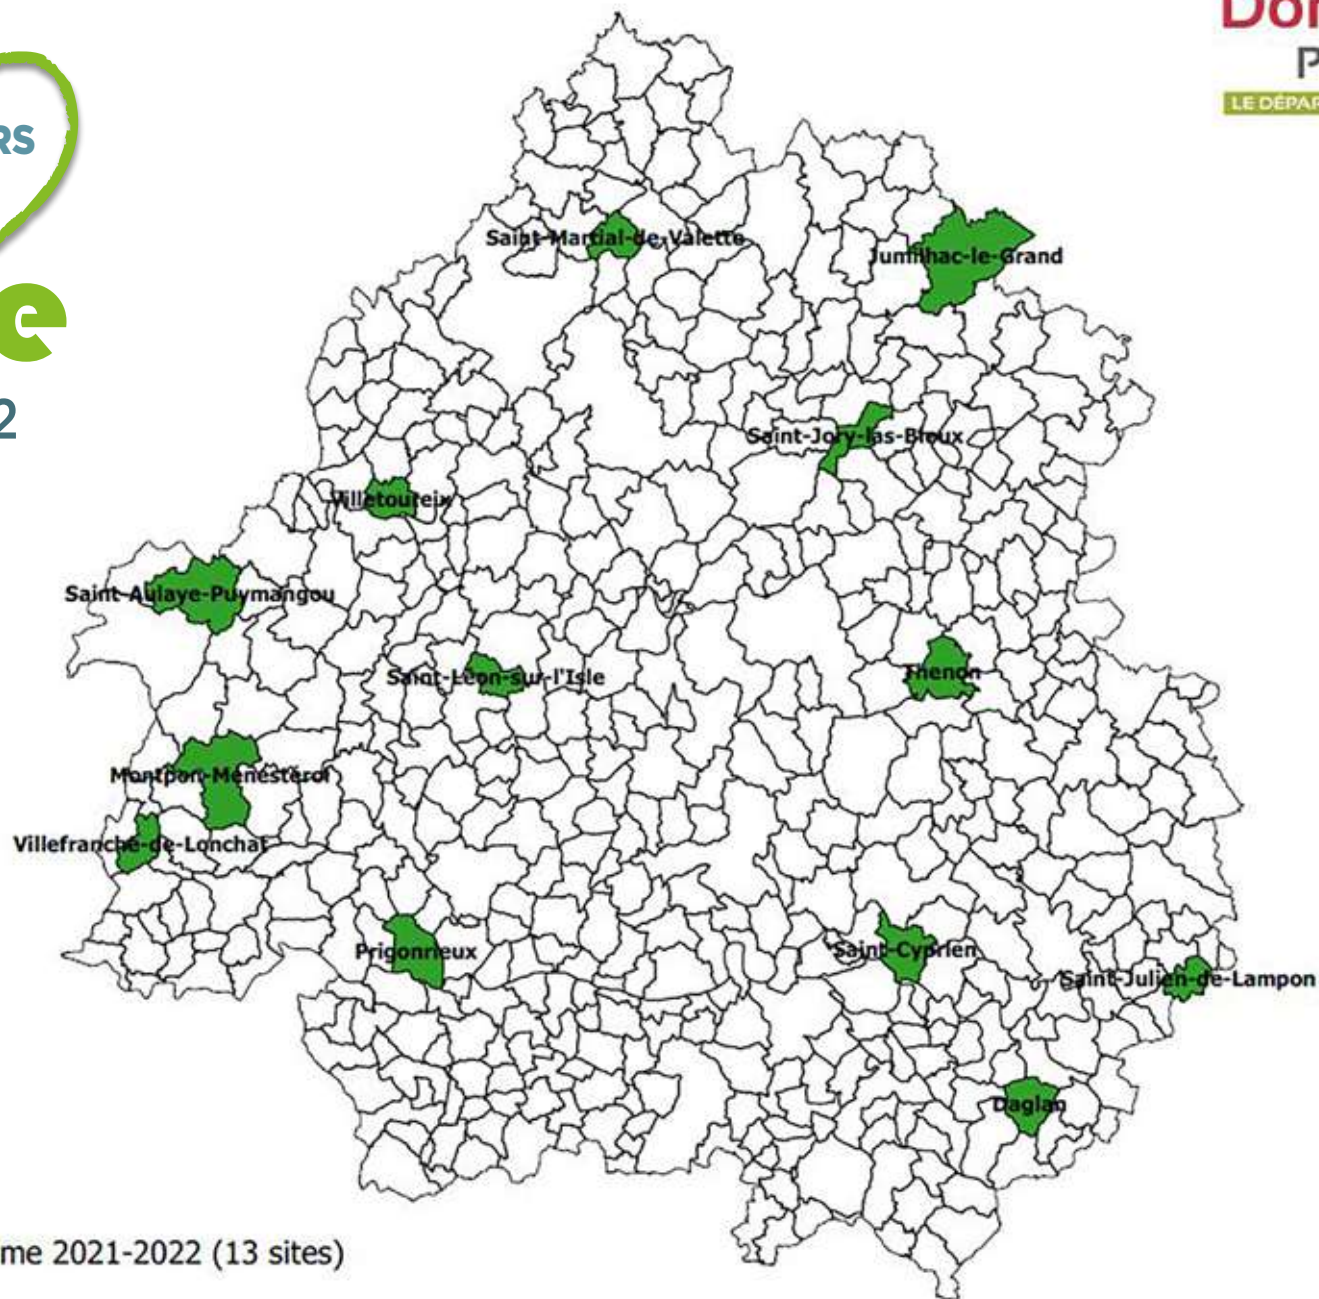 Dor
P
LE DÉPAR
RS
e
2
Saint-Martial-de-Valette
Jumilhac-le-Grand
Saint-Jory-las-Bloux
Villetoureix
Saint-Aulaye-Puymangou
Saint-Léon-sur-l'Isle
Thenon
Montpon-Ménestérol
Villefranche-de-Lonchat
Prigonrieux
Saint-Cyprien
Saint-Julien-de-Lampon
Daglan
me 2021-2022 (13 sites)